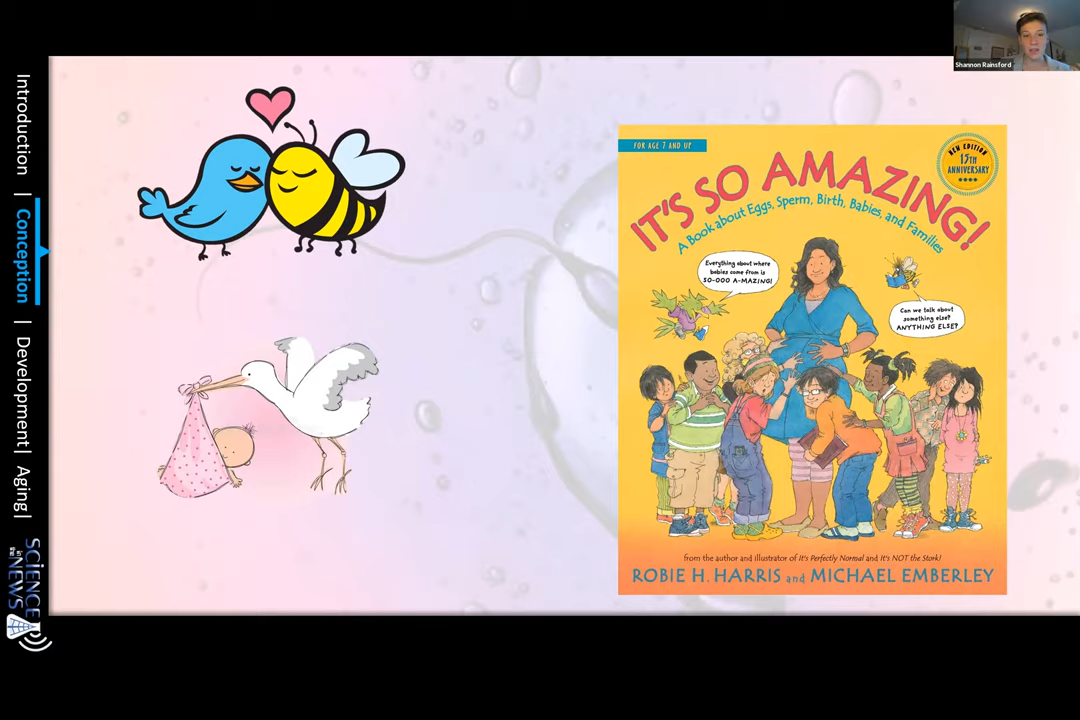 Shannon Rainsford
Introduction | Conception | Development | Aging |
SCIENCE
in the
NEWS
FOR AGE 7 AND UP
NEW EDITION
15TH
ANNIVERSARY
IT'S SO AMAZING!
A Book about Eggs, Sperm, Birth, Babies, and Families
Everything about where
babies come from is
SO-OOO A-MAZING!
Can we talk about
something else?
ANYTHING ELSE?
from the author and illustrator of It's Perfectly Normal and It's NOT the Stork!
ROBIE H. HARRIS and MICHAEL EMBERLEY